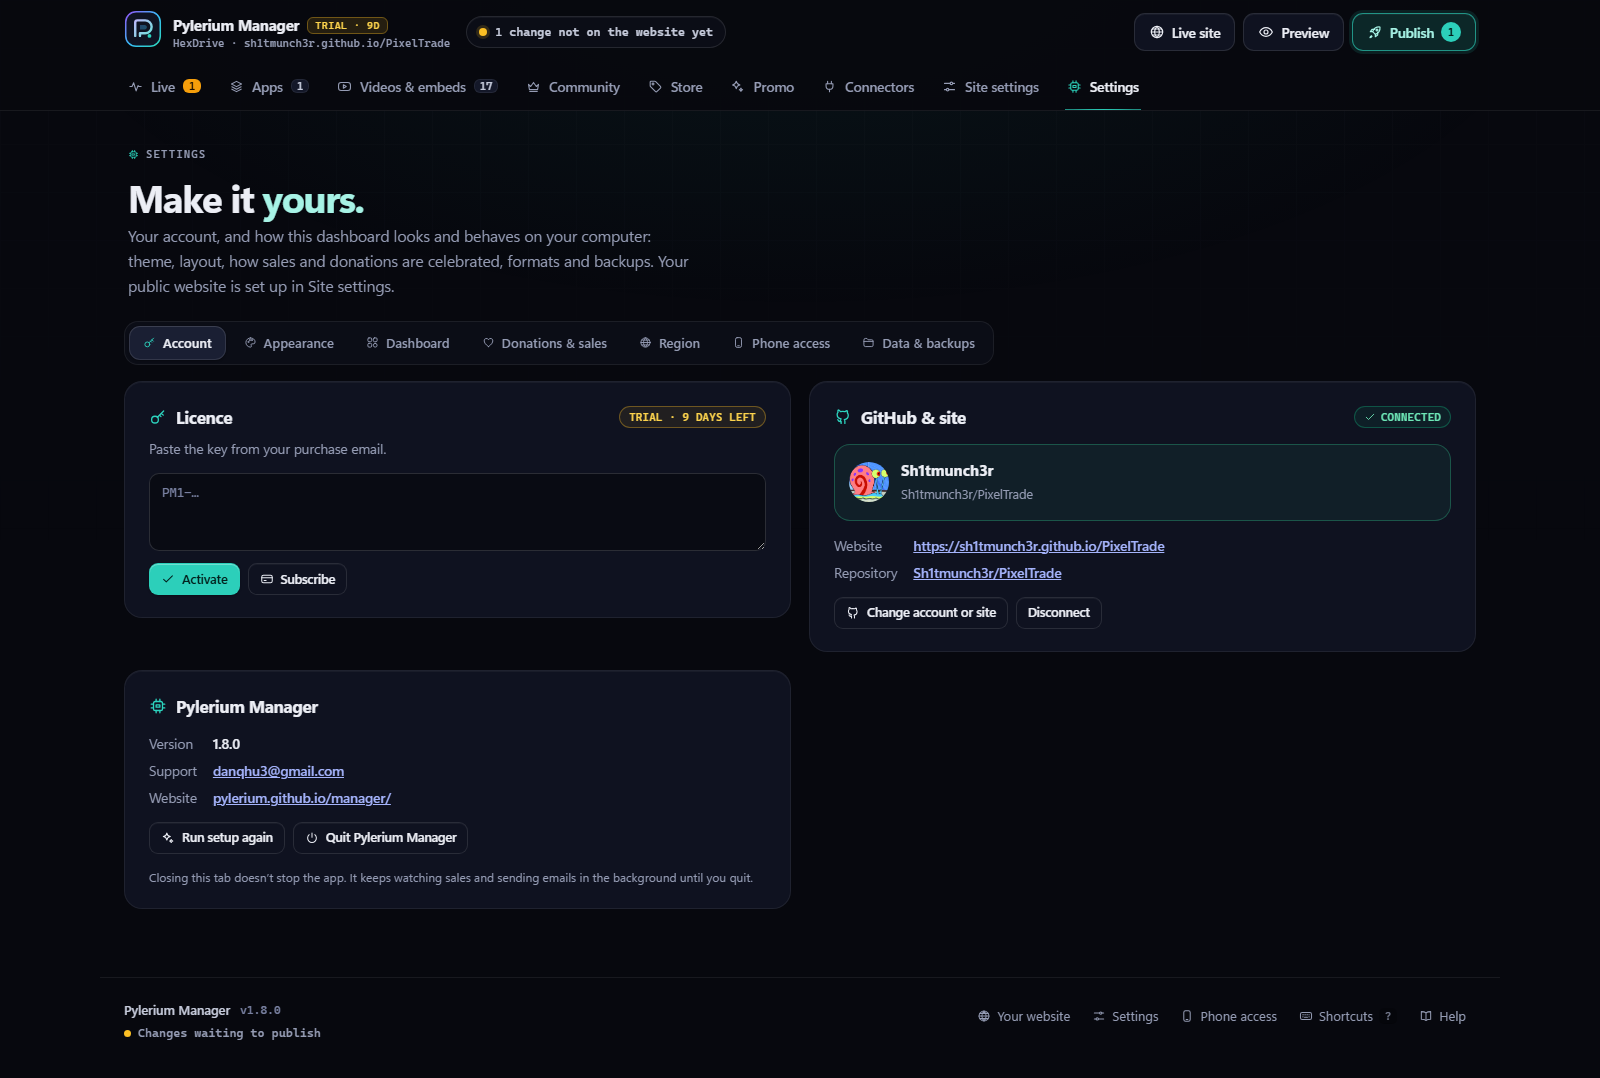 Pylerium Manager TRIAL · 9D
HexDrive · sh1tmunch3r.github.io/PixelTrade
1 change not on the website yet
Live site
Preview
Publish 1
Live 1
Apps 1
Videos & embeds 17
Community
Store
Promo
Connectors
Site settings
Settings
SETTINGS
Make it yours.
Your account, and how this dashboard looks and behaves on your computer:
theme, layout, how sales and donations are celebrated, formats and backups. Your
public website is set up in Site settings.
Account
Appearance
Dashboard
Donations & sales
Region
Phone access
Data & backups
Licence
TRIAL · 9 DAYS LEFT
Paste the key from your purchase email.
PM1-…
Activate
Subscribe
GitHub & site
CONNECTED
Sh1tmunch3r
Sh1tmunch3r/PixelTrade
Website https://sh1tmunch3r.github.io/PixelTrade
Repository Sh1tmunch3r/PixelTrade
Change account or site
Disconnect
Pylerium Manager
Version 1.8.0
Support danqhu3@gmail.com
Website pylerium.github.io/manager/
Run setup again
Quit Pylerium Manager
Closing this tab doesn't stop the app. It keeps watching sales and sending emails in the background until you quit.
Pylerium Manager v1.8.0
Changes waiting to publish
Your website
Settings
Phone access
Shortcuts ?
Help